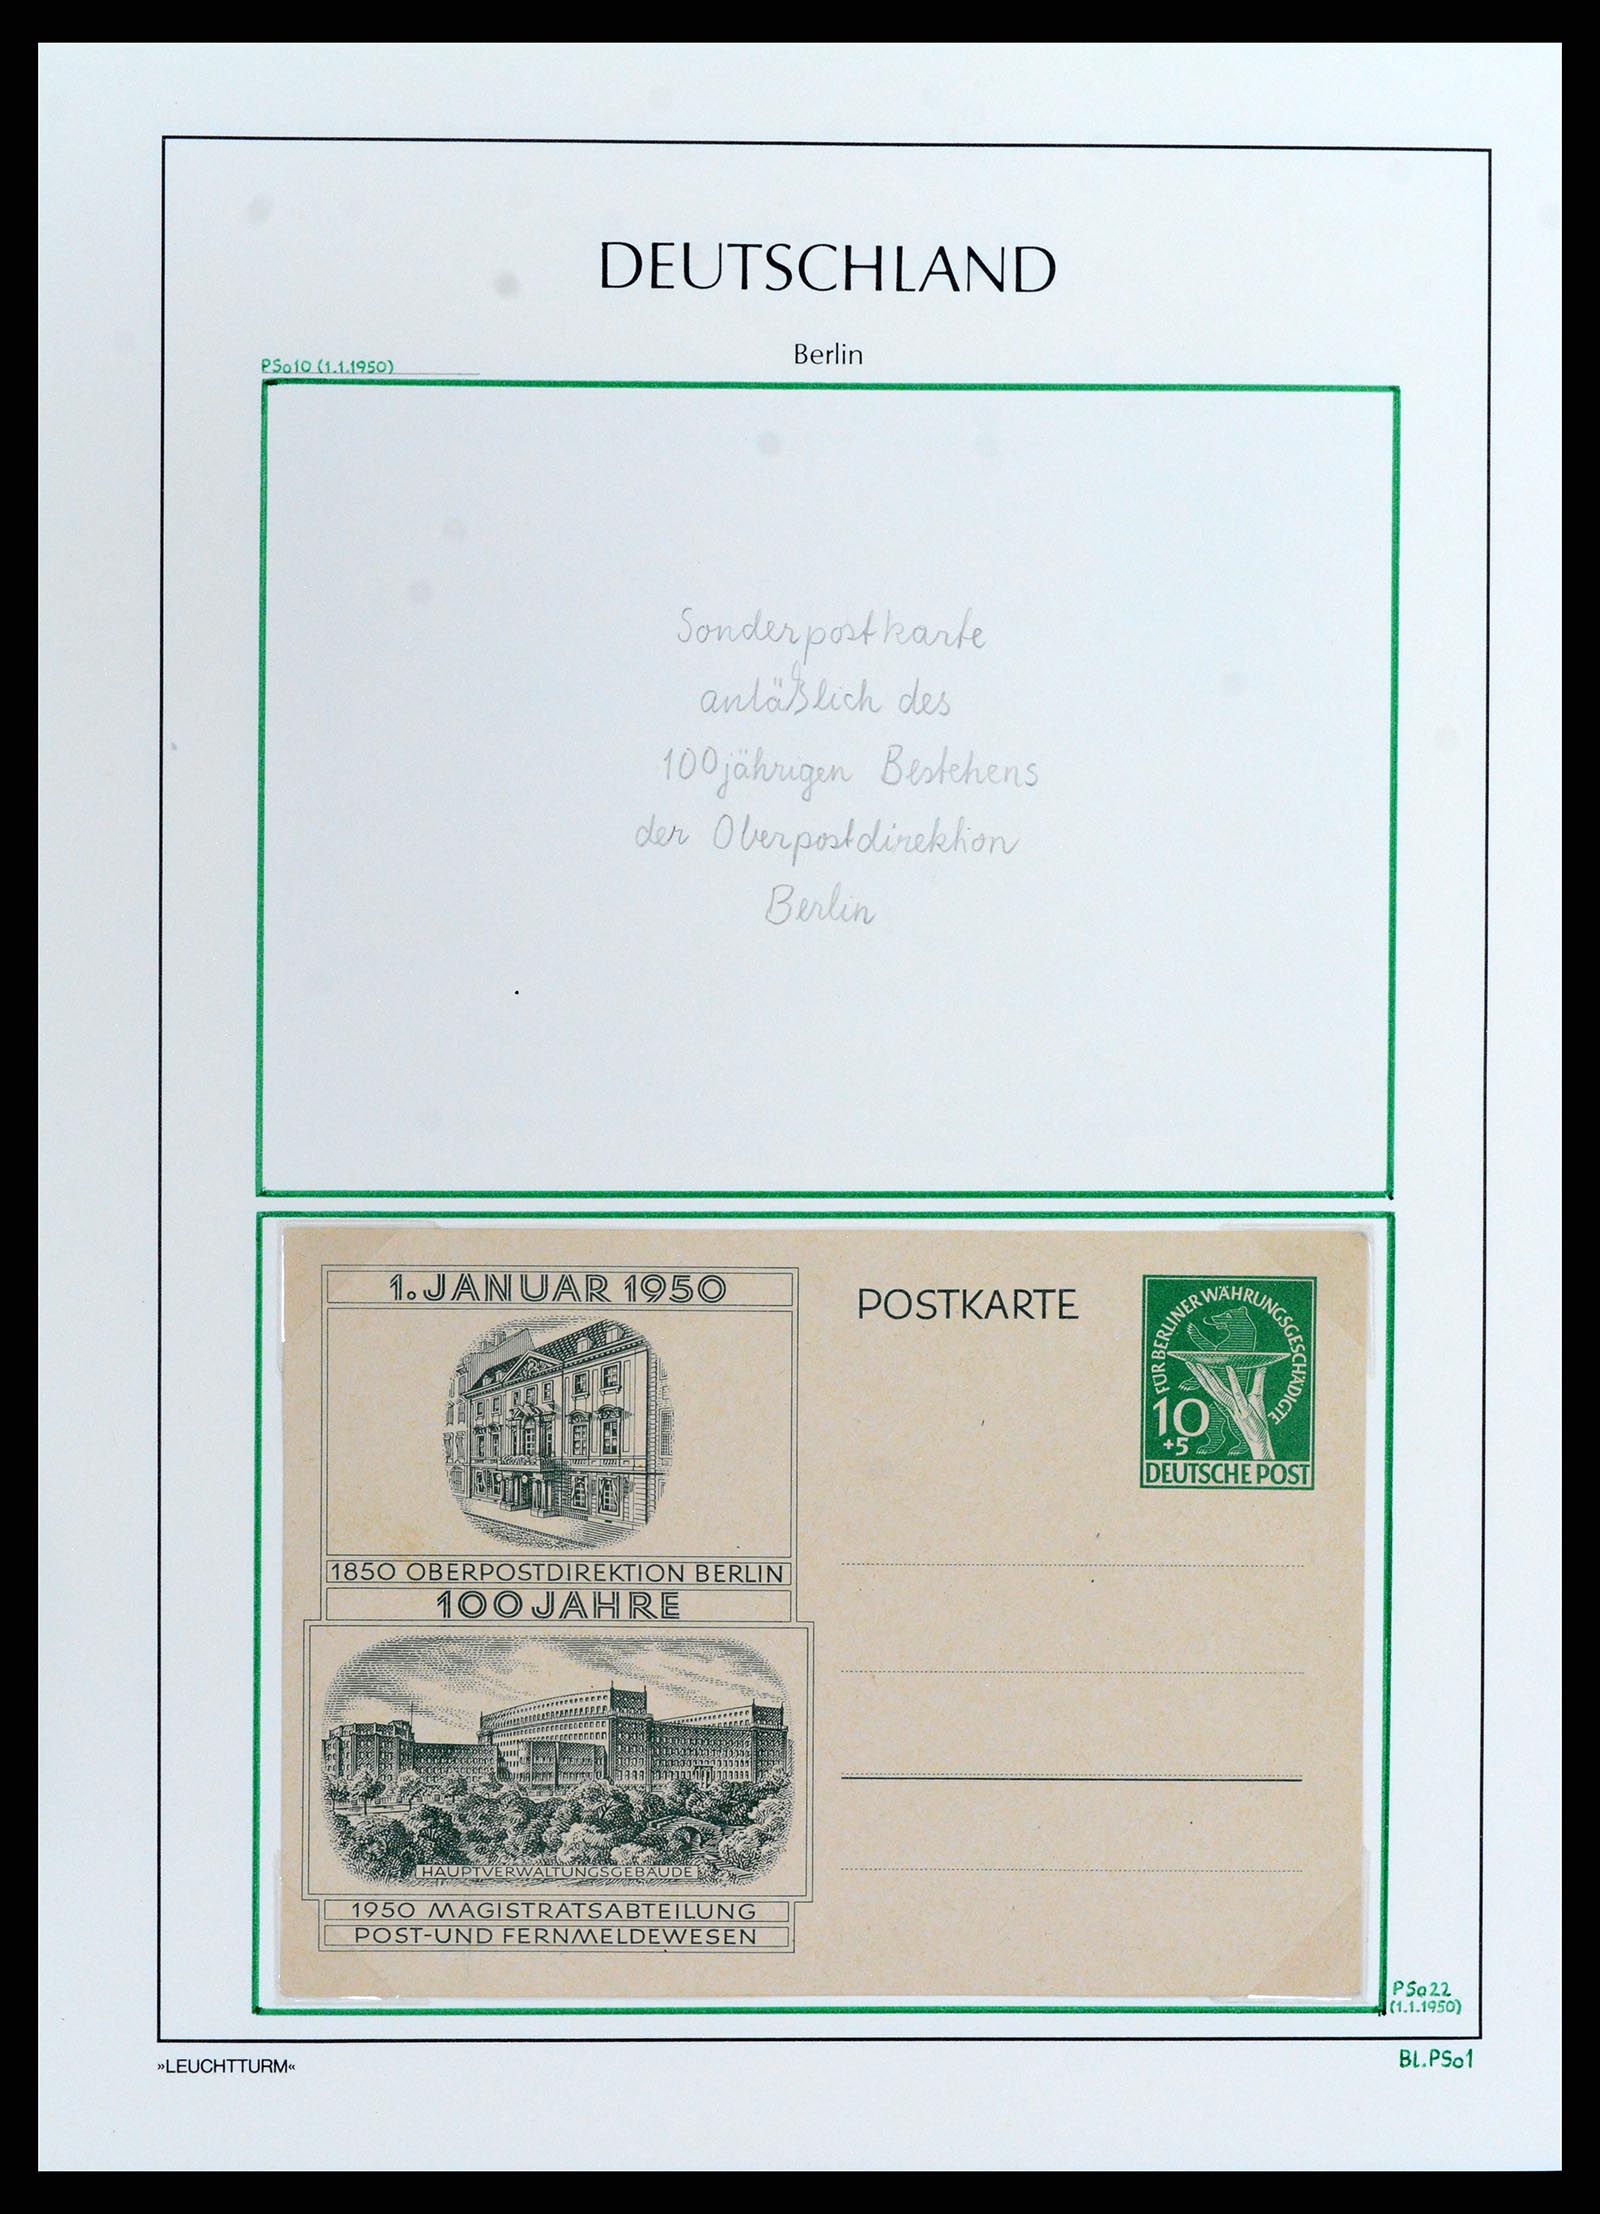 DEUTSCHLAND
Berlin
PSo10 (1.1.1950)
Sonderpostkarte
anläßlich des
100jährigen Bestehens
der Oberpostdirektion
Berlin
1. JANUAR 1950
1850 OBERPOSTDIREKTION BERLIN
100 JAHRE
HAUPTVERWALTUNGSGEBÄUDE
1950 MAGISTRATSABTEILUNG
POST-UND FERNMELDEWESEN
POSTKARTE
FÜR BERLINER WÄHRUNGSGESCHÄDIGTE
10
+5
DEUTSCHE POST
PSo22
(1.1.1950)
»LEUCHTTURM«
Bl.PSo1